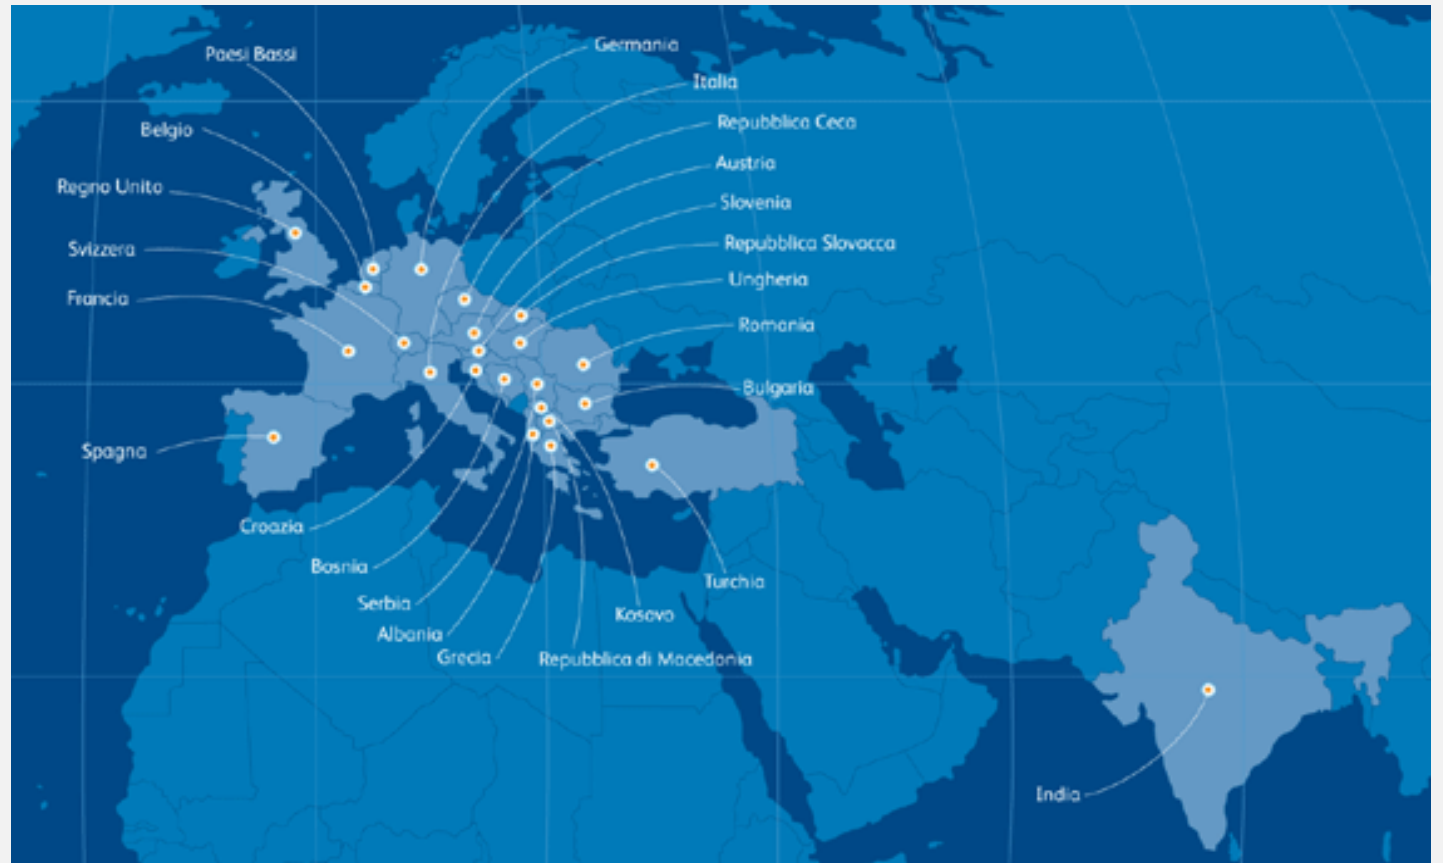 Paesi Bassi
Germania
Italia
Belgio
Repubblica Ceca
Austria
Regno Unito
Slovenia
Svizzera
Repubblica Slovacca
Ungheria
Francia
Romania
Bulgaria
Spagna
Croazia
Bosnia
Turchia
Serbia
Kosovo
Albania
Grecia
Repubblica di Macedonia
India